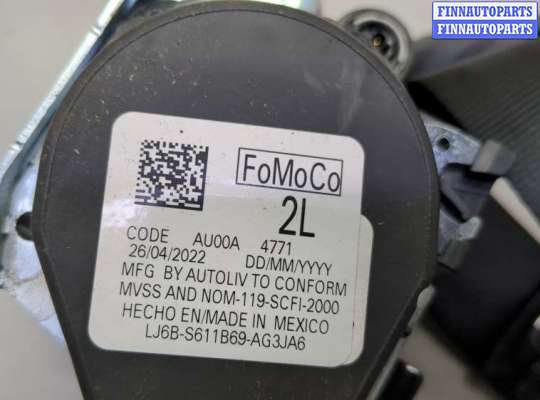 FINNAUTOPARTS
FINNAUTOPARTS
FINNAUTOPARTS
FoMoCo
2L
CODE AU00A 4771
26/04/2022 DD/MM/YYYY
MFG BY AUTOLIV TO CONFORM
MVSS AND NOM-119-SCFI-2000
HECHO EN/MADE IN MEXICO
LJ6B-S611B69-AG3JA6